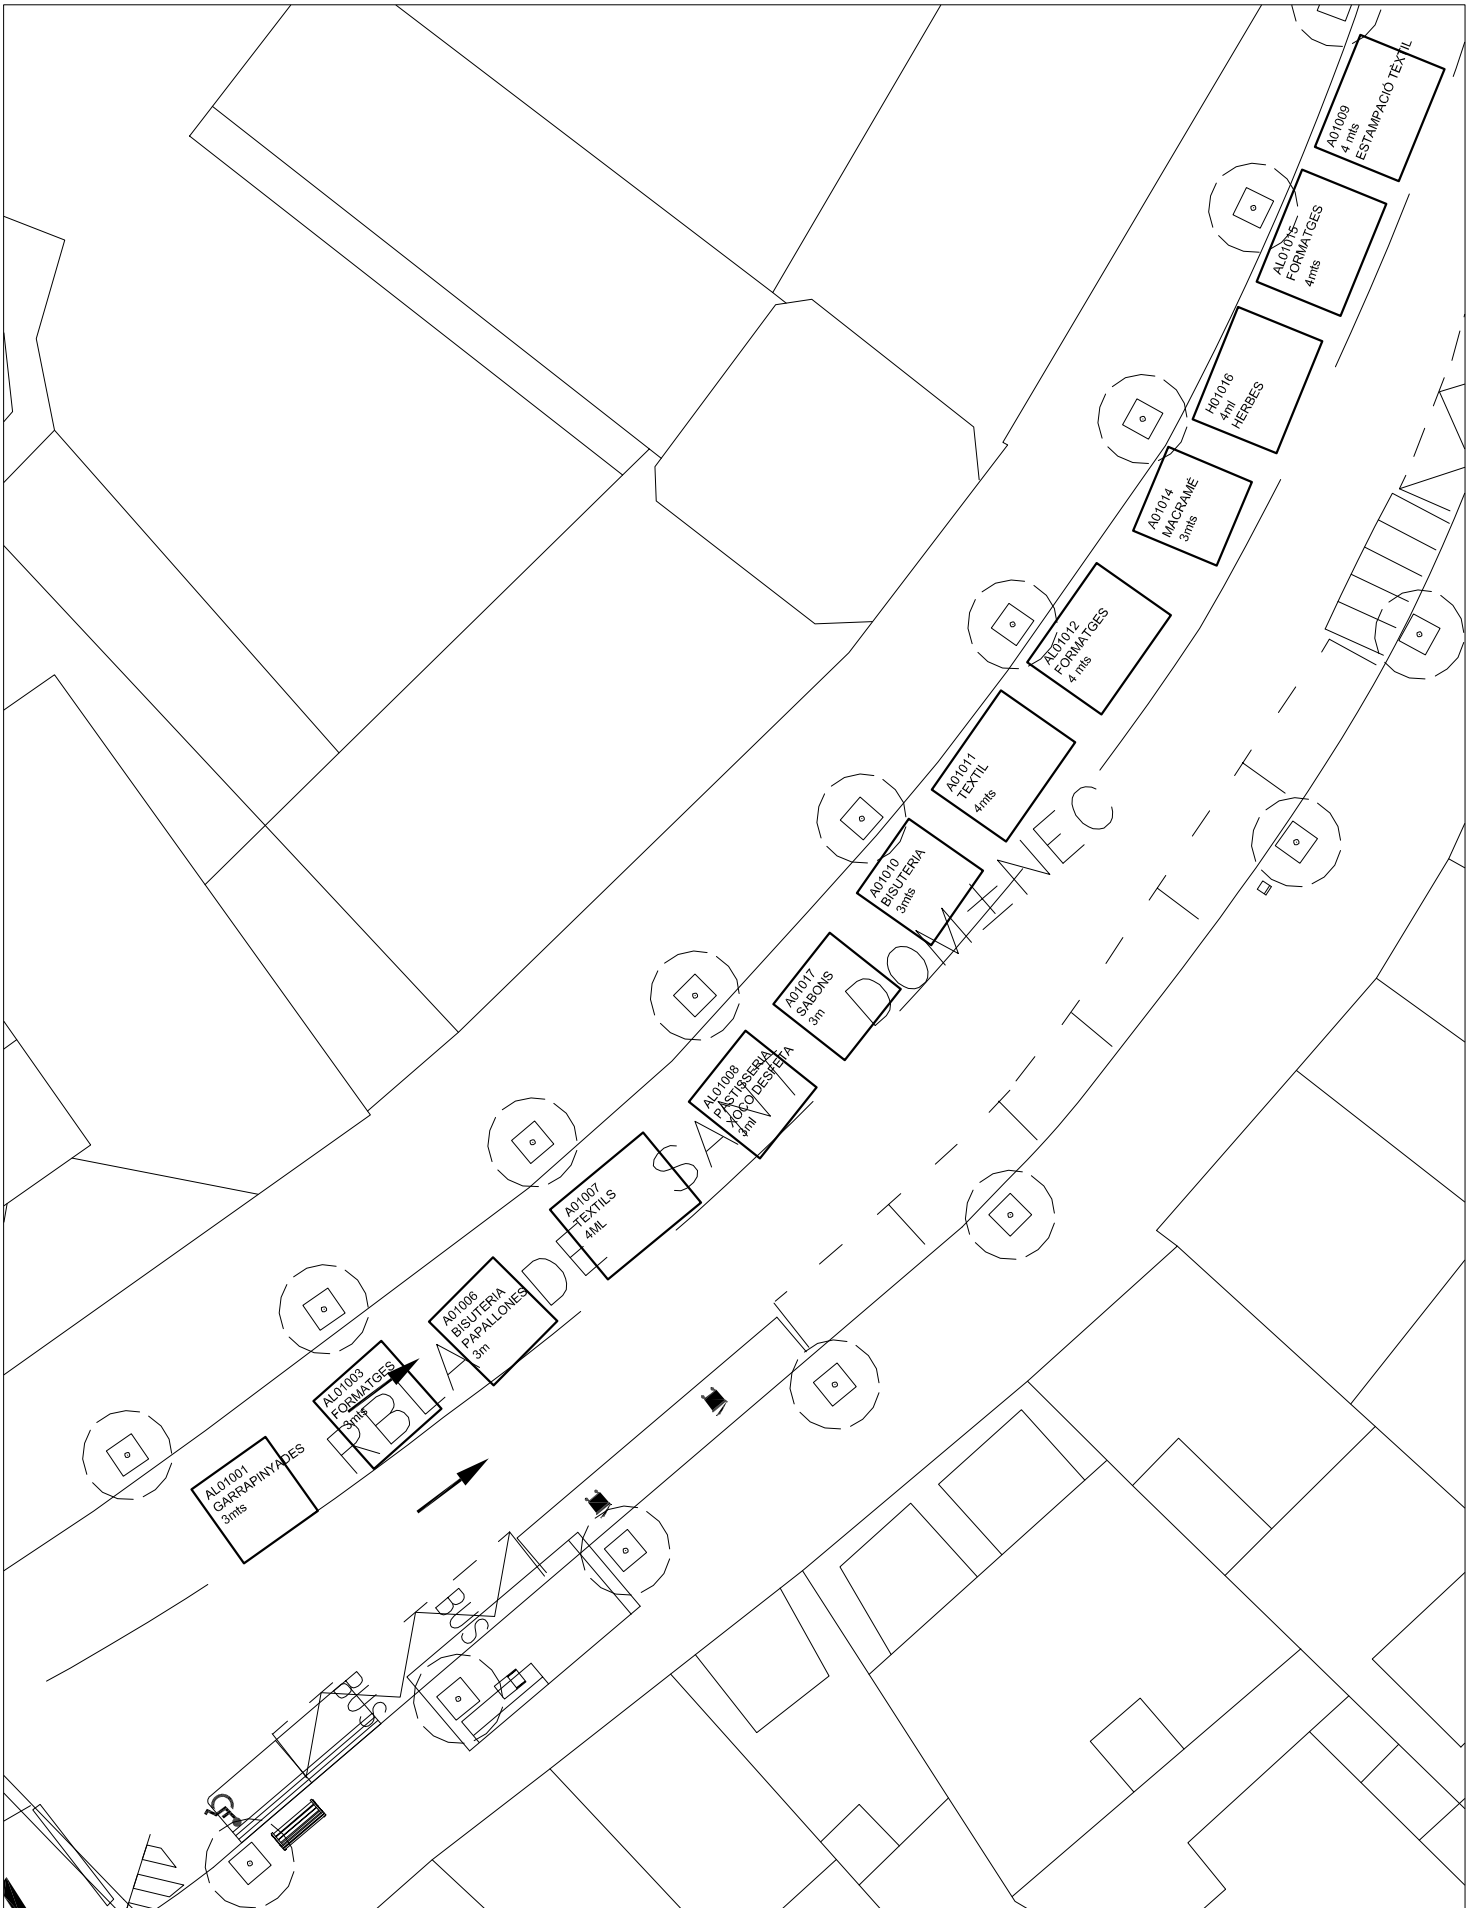 A01009
4 mts
ESTAMPACIÓ TÈXTIL
AL01015
FORMATGES
4mts
H01016
4ml
HERBES
A01014
MACRAMÉ
3mts
AL01012
FORMATGES
4 mts
A01011
TEXTIL
4mts
A01010
BISUTERIA
3mts
A01017
SABONS
3m
AL01008
PASTISSERIA
XOCO DESFETA
3ml
A01007
TEXTILS
4ML
A01006
BISUTERIA
PAPALLONES
3m
AL01003
FORMATGES
3mts
AL01001
GARRAPINYADES
3mts
RBLA DE SANT DOMÈNEC
BUS
BUS